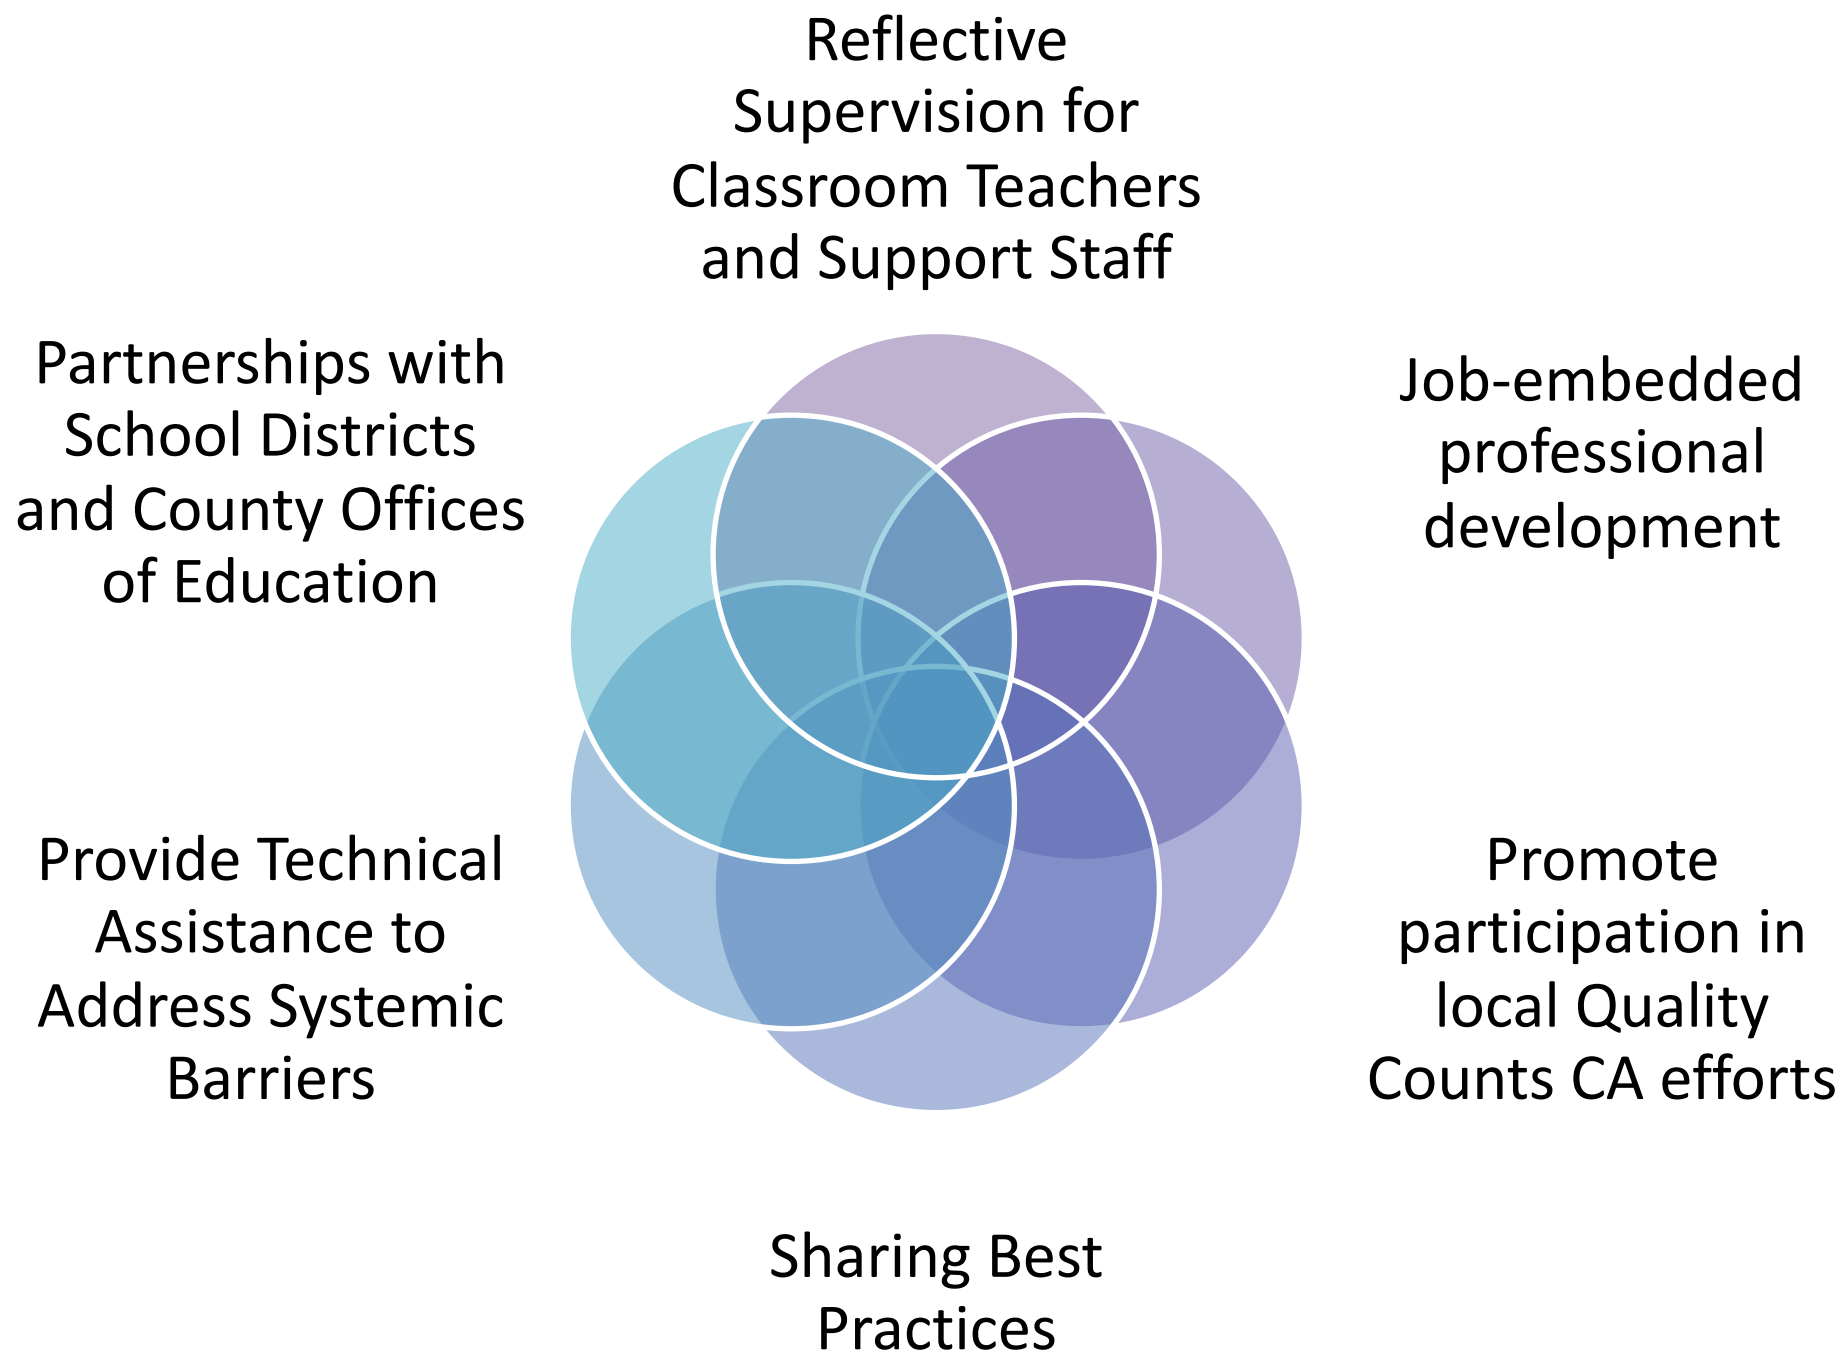 Reflective
Supervision for
Classroom Teachers
and Support Staff
Job-embedded
professional
development
Promote
participation in
local Quality
Counts CA efforts
Sharing Best
Practices
Provide Technical
Assistance to
Address Systemic
Barriers
Partnerships with
School Districts
and County Offices
of Education